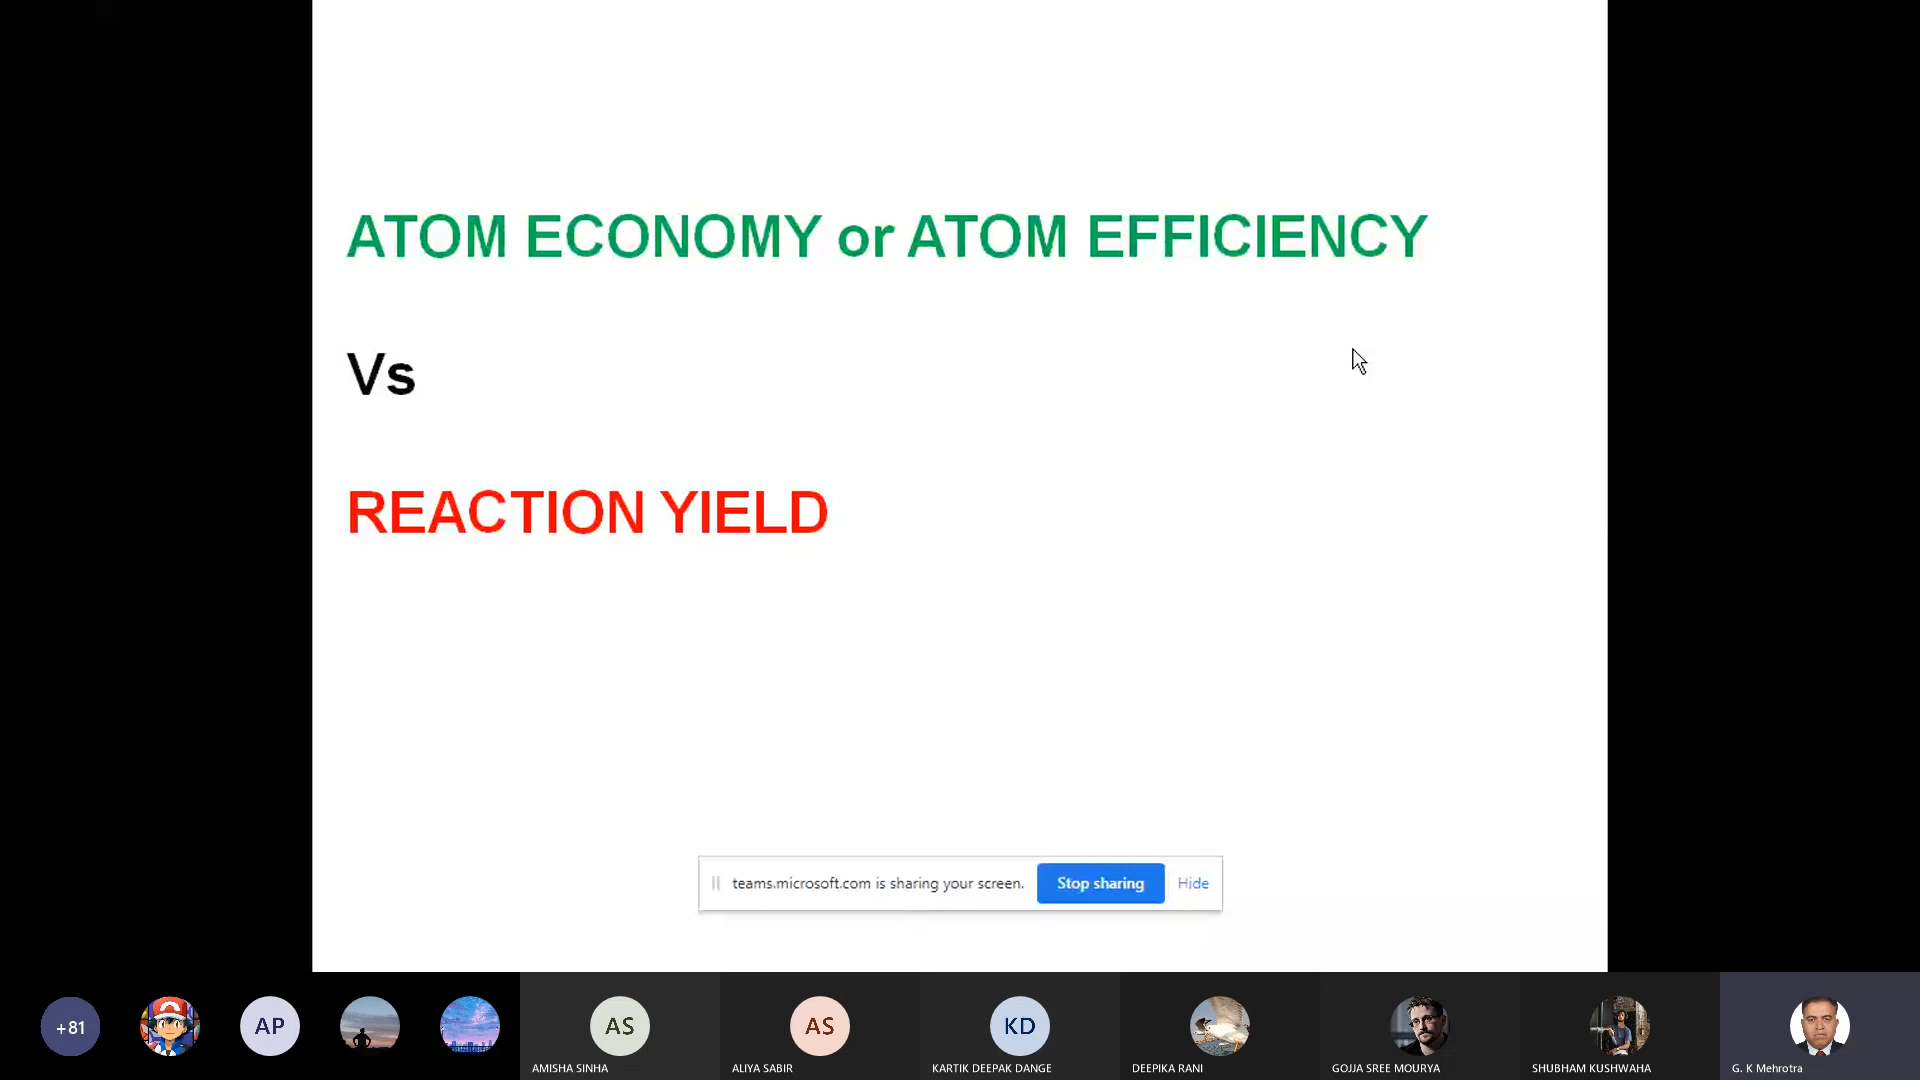 ATOM ECONOMY or ATOM EFFICIENCY
Vs
REACTION YIELD
teams.microsoft.com is sharing your screen. Stop sharing Hide
+81 AP AS AS KD
AMISHA SINHA ALIYA SABIR KARTIK DEEPAK DANGE DEEPIKA RANI GOJJA SREE MOURYA SHUBHAM KUSHWAHA G. K Mehrotra